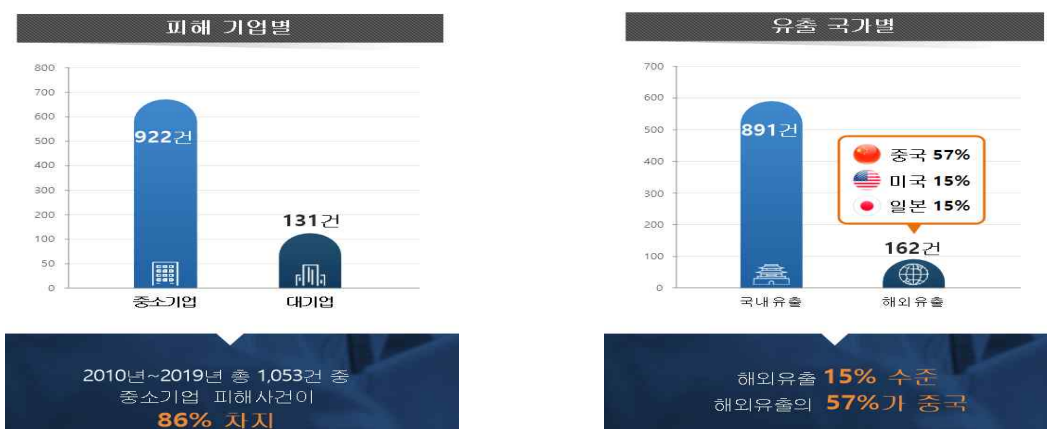 피해 기업별
800
700
600
500
400
300
200
100
50
0
922건
131건
중소기업
대기업
2010년~2019년 총 1,053건 중
중소기업 피해사건이
86% 차지
유출 국가별
700
600
500
400
300
200
100
0
891건
중국 57%
미국 15%
일본 15%
162건
국내유출
해외유출
해외유출 15% 수준
해외유출의 57%가 중국